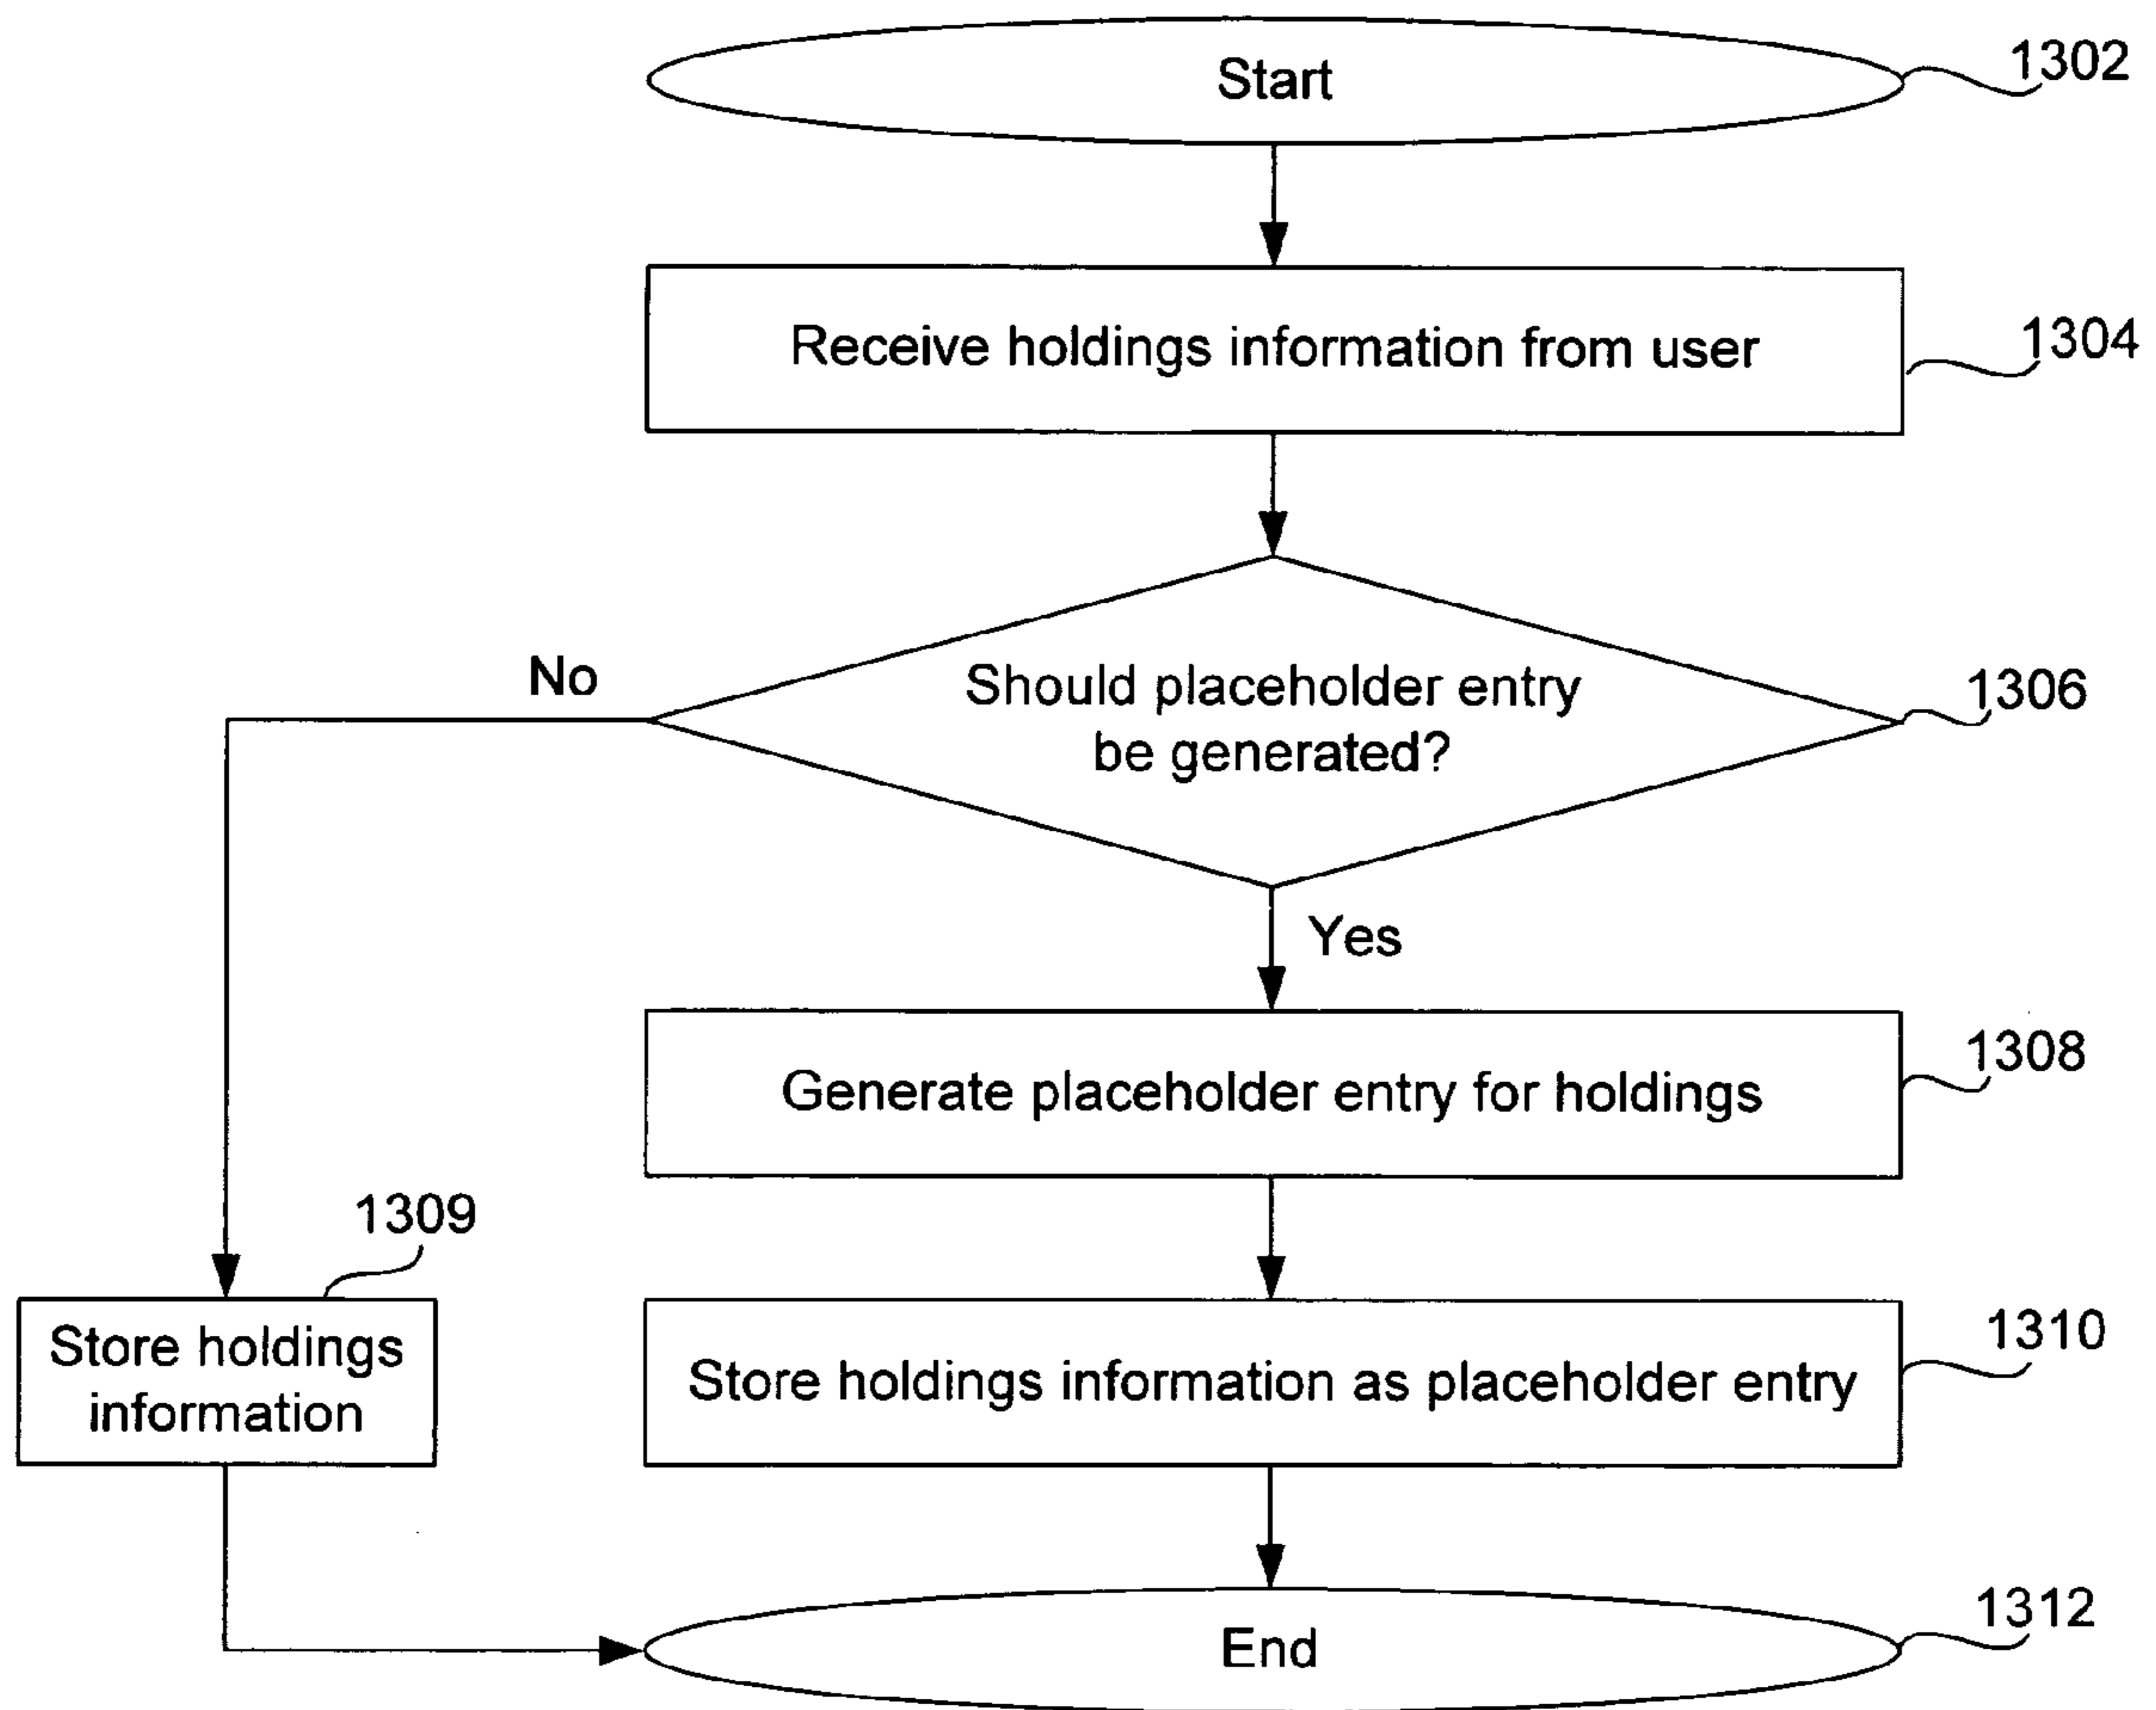 Start
1302
Receive holdings information from user
1304
No
Should placeholder entry
be generated?
1306
Yes
Generate placeholder entry for holdings
1308
1309
Store holdings
information
Store holdings information as placeholder entry
1310
End
1312